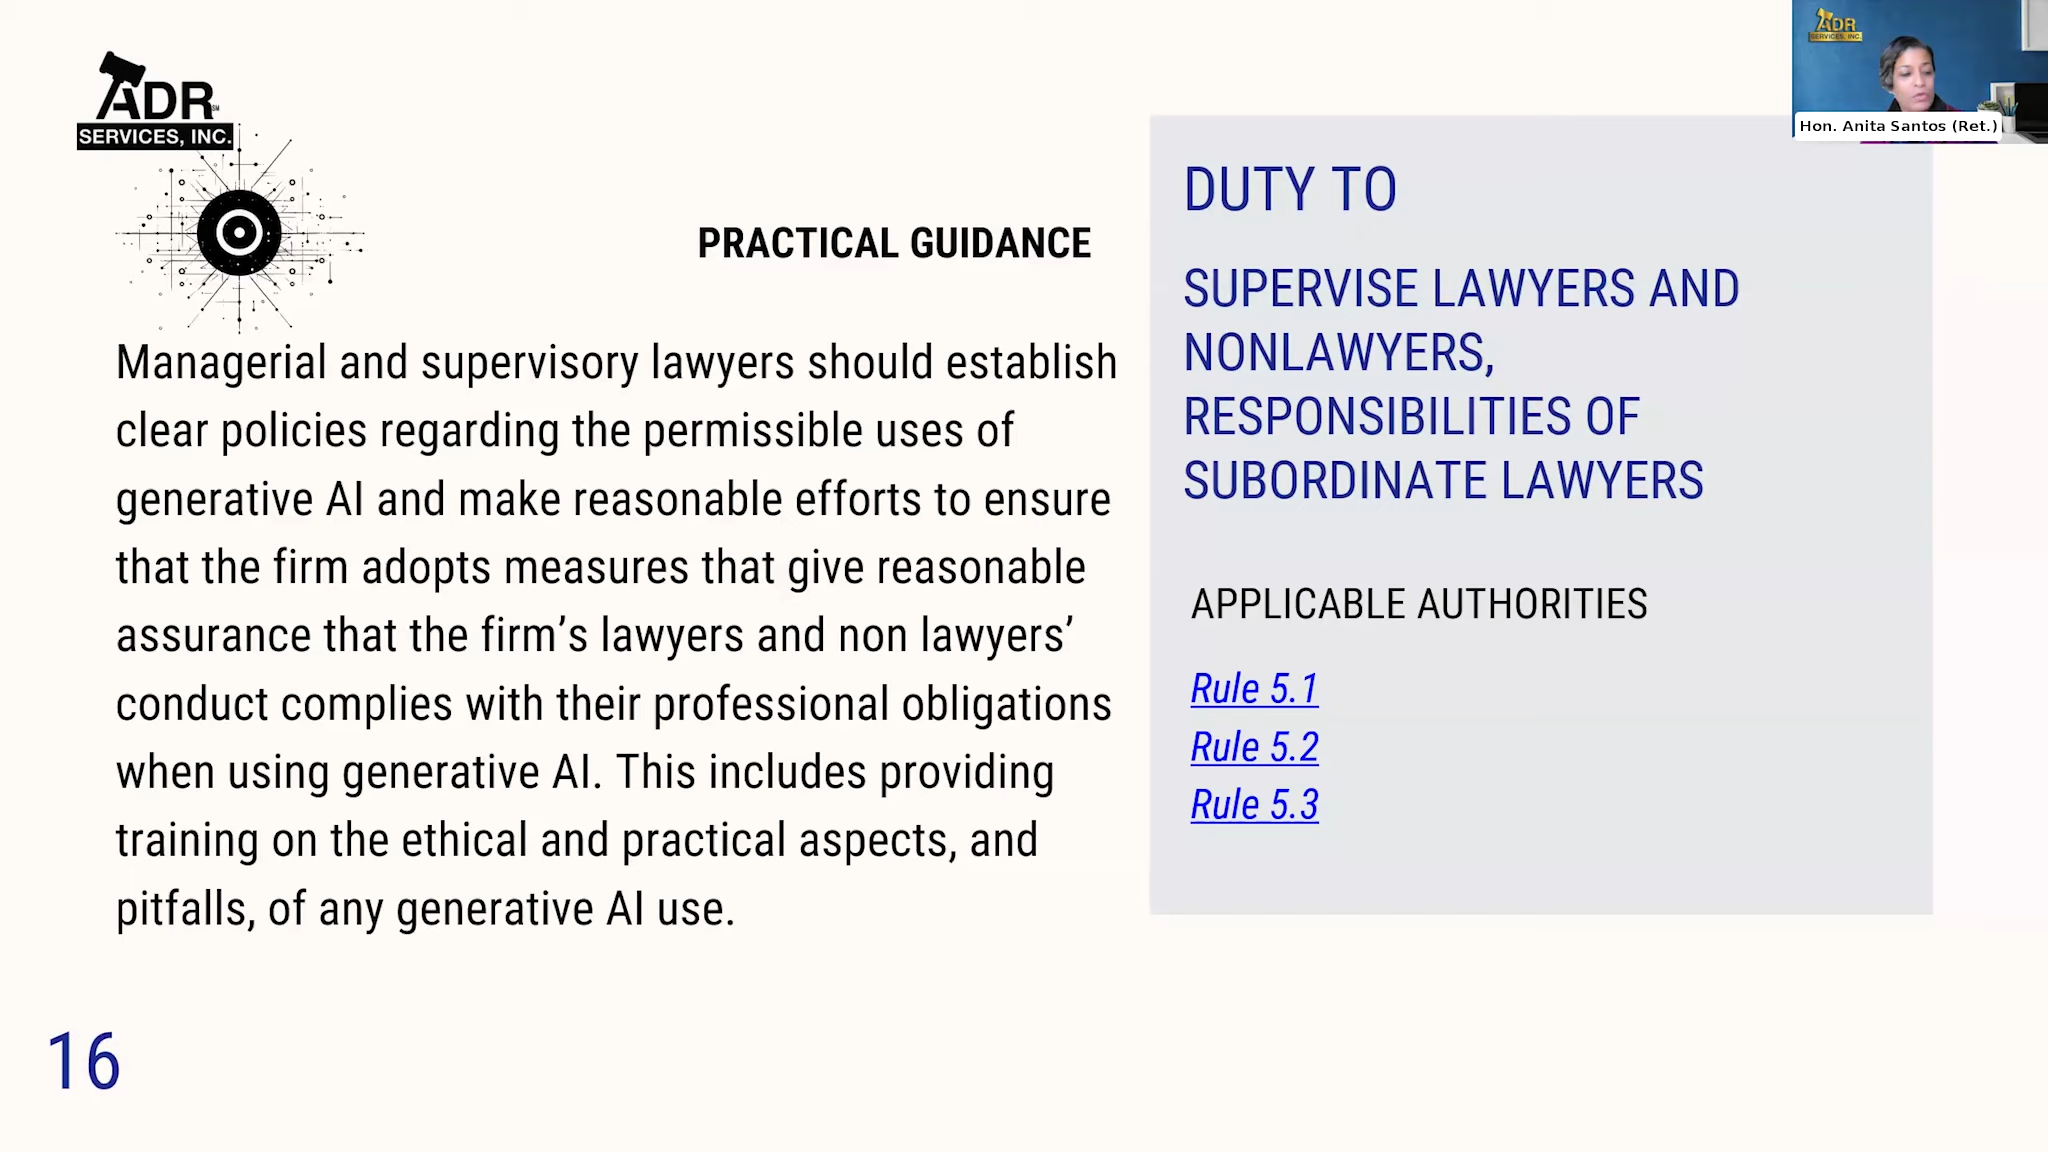 ADR
SERVICES, INC.
SM
PRACTICAL GUIDANCE
Managerial and supervisory lawyers should establish
clear policies regarding the permissible uses of
generative AI and make reasonable efforts to ensure
that the firm adopts measures that give reasonable
assurance that the firm’s lawyers and non lawyers’
conduct complies with their professional obligations
when using generative AI. This includes providing
training on the ethical and practical aspects, and
pitfalls, of any generative AI use.
16
DUTY TO
SUPERVISE LAWYERS AND
NONLAWYERS,
RESPONSIBILITIES OF
SUBORDINATE LAWYERS
APPLICABLE AUTHORITIES
Rule 5.1
Rule 5.2
Rule 5.3
ADR
SERVICES, INC.
Hon. Anita Santos (Ret.)